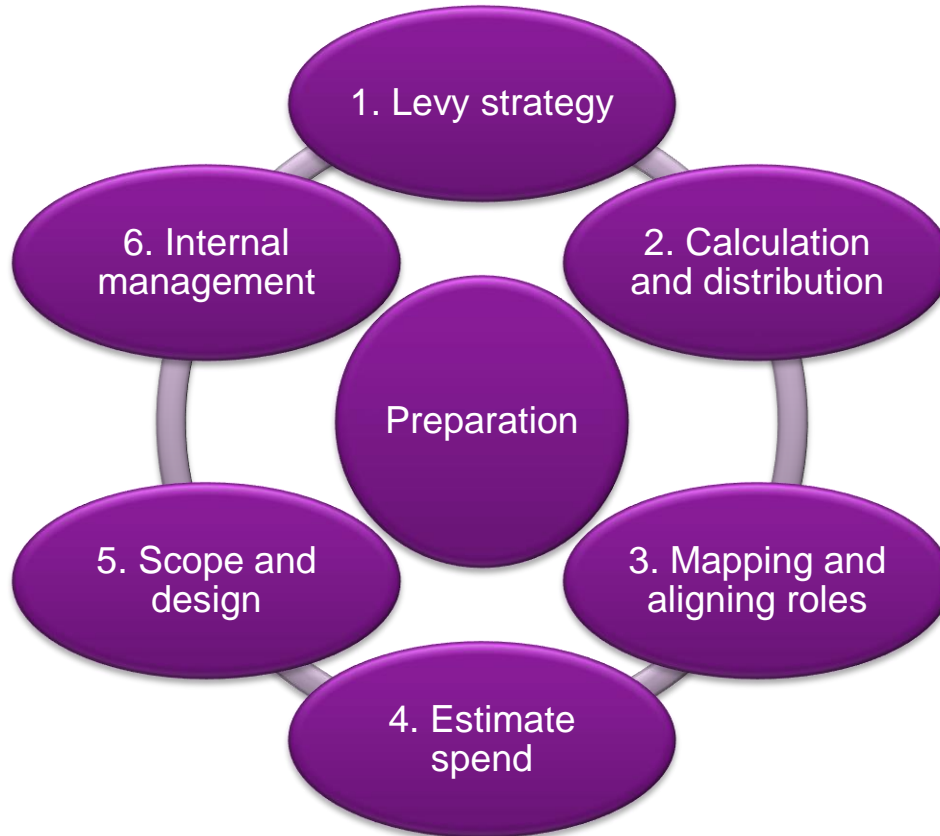 1. Levy strategy
2. Calculation
and distribution
3. Mapping and
aligning roles
4. Estimate
spend
5. Scope and
design
6. Internal
management
Preparation